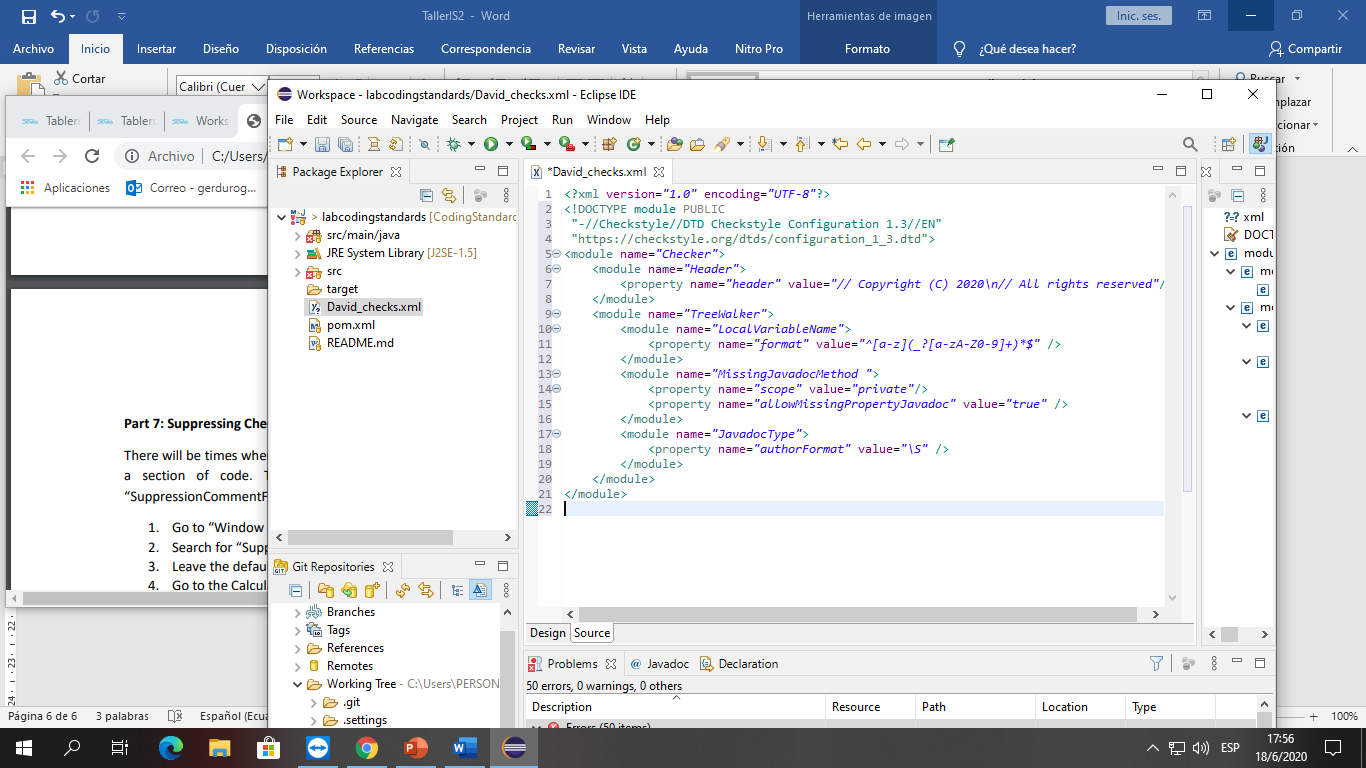 TallerIS2 - Word
Herramientas de imagen
Inic. ses.
Archivo Inicio Insertar Diseño Disposición Referencias Correspondencia Revisar Vista Ayuda Nitro Pro Formato ¿Qué desea hacer? Compartir
Cortar
Calibri (Cuer
Buscar
Workspace - labcodingstandards/David_checks.xml - Eclipse IDE
File Edit Source Navigate Search Project Run Window Help
Works
Archivo C:/Users/
Aplicaciones Correo - gerdurog...
Package Explorer
labcodingstandards
src/main/java
JRE System Library [J2SE-1.5]
src
target
David_checks.xml
pom.xml
README.md
*David_checks.xml
1 <?xml version="1.0" encoding="UTF-8"?>
2 <!DOCTYPE module PUBLIC
3 "-//Checkstyle//DTD Checkstyle Configuration 1.3//EN"
4 "https://checkstyle.org/dtds/configuration_1_3.dtd">
5 <module name="Checker">
6 <module name="Header">
7 <property name="header" value="// Copyright (C) 2020\n// All rights reserved"/
8 </module>
9 <module name="TreeWalker">
10 <module name="LocalVariableName">
11 <property name="format" value="^[a-z](_?[a-zA-Z0-9]+)*$" />
12 </module>
13 <module name="MissingJavadocMethod ">
14 <property name="scope" value="private"/>
15 <property name="allowMissingPropertyJavadoc" value="true" />
16 </module>
17 <module name="JavadocType">
18 <property name="authorFormat" value="\S" />
19 </module>
20 </module>
21 </module>
22
xml
DOCT
modu
Part 7: Suppressing Che
There will be times whe
a section of code. T
"SuppressionCommentF
1. Go to "Window
2. Search for "Supp
3. Leave the defau
4. Go to the Calcul
Git Repositories
Branches
Tags
References
Remotes
Working Tree - C:\Users\PERSON
.git
.settings
Design Source
Problems Javadoc Declaration
50 errors, 0 warnings, 0 others
Description Resource Path Location Type
Errors (50 items)
Página 6 de 6 3 palabras Español (Ecua
100%
ESP
17:56
18/6/2020